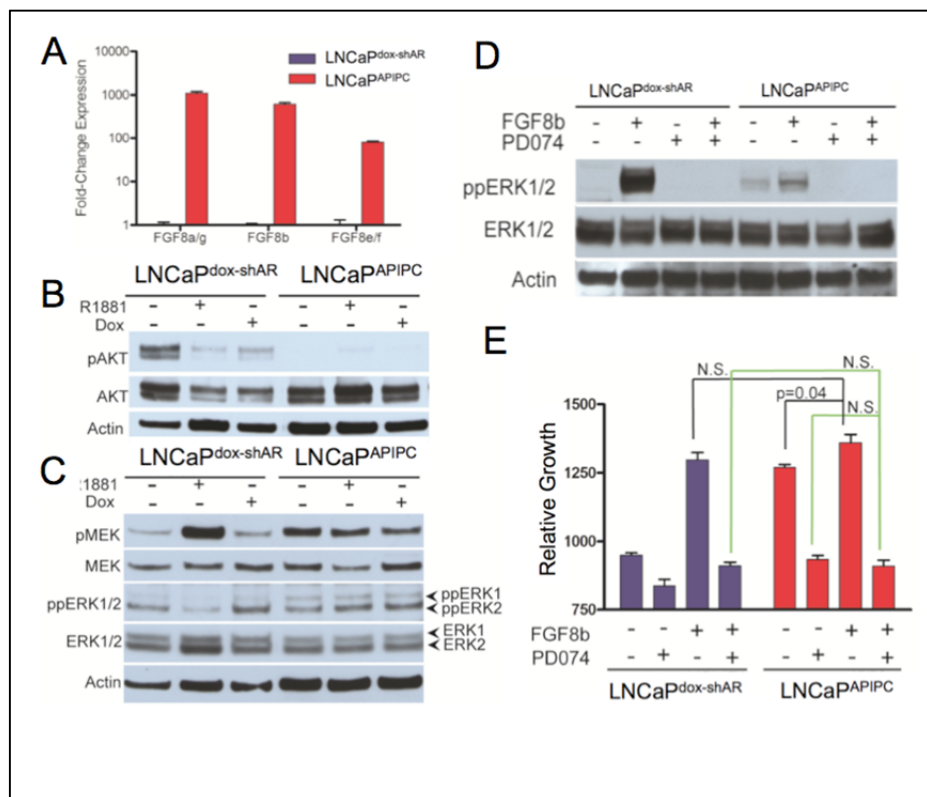 A
LNCaPdox-shAR
LNCaPAPIPC
Fold-Change Expression
10000
1000
100
10
1
FGF8a/g FGF8b FGF8e/f
B
LNCaPdox-shAR LNCaPAPIPC
R1881 - + - - + -
Dox - - + - - +
pAKT
AKT
Actin
C
LNCaPdox-shAR LNCaPAPIPC
:1881 - + - - + -
Dox - - + - - +
pMEK
MEK
ppERK1/2
ppERK1
ppERK2
ERK1/2
ERK1
ERK2
Actin
D
LNCaPdox-shAR LNCaPAPIPC
FGF8b - + - + - + - +
PD074 - - + + - - + +
ppERK1/2
ERK1/2
Actin
E
N.S. N.S.
p=0.04 N.S.
Relative Growth
1500
1250
1000
750
FGF8b - - + + - - + +
PD074 - + - + - + - +
LNCaPdox-shAR LNCaPAPIPC